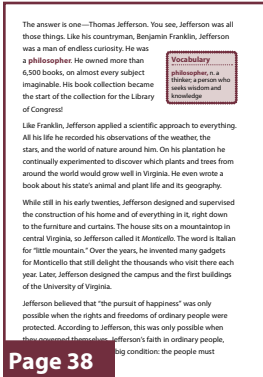 The answer is one—Thomas Jefferson. You see, Jefferson was all
those things. Like his countryman, Benjamin Franklin, Jefferson
was a man of endless curiosity. He was
a philosopher. He owned more than
6,500 books, on almost every subject
imaginable. His book collection became
the start of the collection for the Library
of Congress!
Vocabulary
philosopher, n. a
thinker; a person who
seeks wisdom and
knowledge
Like Franklin, Jefferson applied a scientific approach to everything.
All his life he recorded his observations of the weather, the
stars, and the world of nature around him. On his plantation he
continually experimented to discover which plants and trees from
around the world would grow well in Virginia. He even wrote a
book about his state's animal and plant life and its geography.
While still in his early twenties, Jefferson designed and supervised
the construction of his home and of everything in it, right down
to the furniture and curtains. The house sits on a mountaintop in
central Virginia, so Jefferson called it Monticello. The word is Italian
for "little mountain." Over the years, he invented many gadgets
for Monticello that still delight the thousands who visit there each
year. Later, Jefferson designed the campus and the first buildings
of the University of Virginia.
Jefferson believed that "the pursuit of happiness" was only
possible when the rights and freedoms of ordinary people were
protected. According to Jefferson, this was only possible when
they governed themselves. Jefferson's faith in ordinary people,
big condition: the people must
Page 38